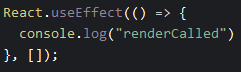 React.useEffect(() => {
  console.log("renderCalled")
}, []);